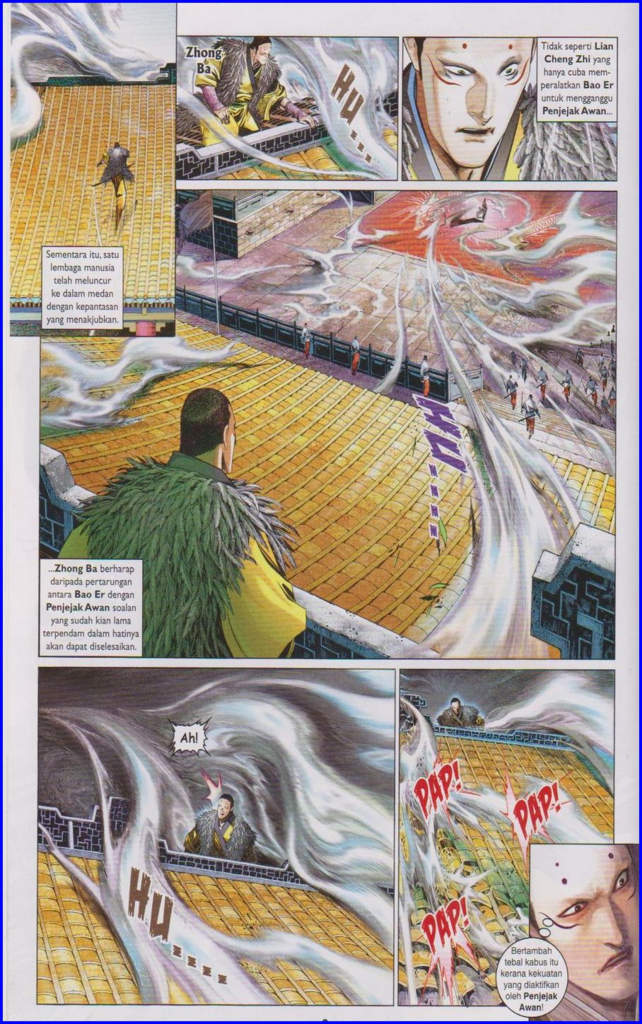 Sementara itu, satu
lembaga manusia
telah meluncur
ke dalam medan
dengan kepantasan
yang menakjubkan.
Zhong
Ba
HU....
Tidak seperti Lian
Cheng Zhi yang
hanya cuba mem-
peralatkan Bao Er
untuk mengganggu
Penjejak Awan...
HU....
...Zhong Ba berharap
daripada pertarungan
antara Bao Er dengan
Penjejak Awan soalan
yang sudah kian lama
terpendam dalam hatinya
akan dapat diselesaikan.
Ah!
HU....
PAP!
PAP!
PAP!
Bertambah
tebal kabus itu
kerana kekuatan
yang diaktifkan
oleh Penjejak
Awan!